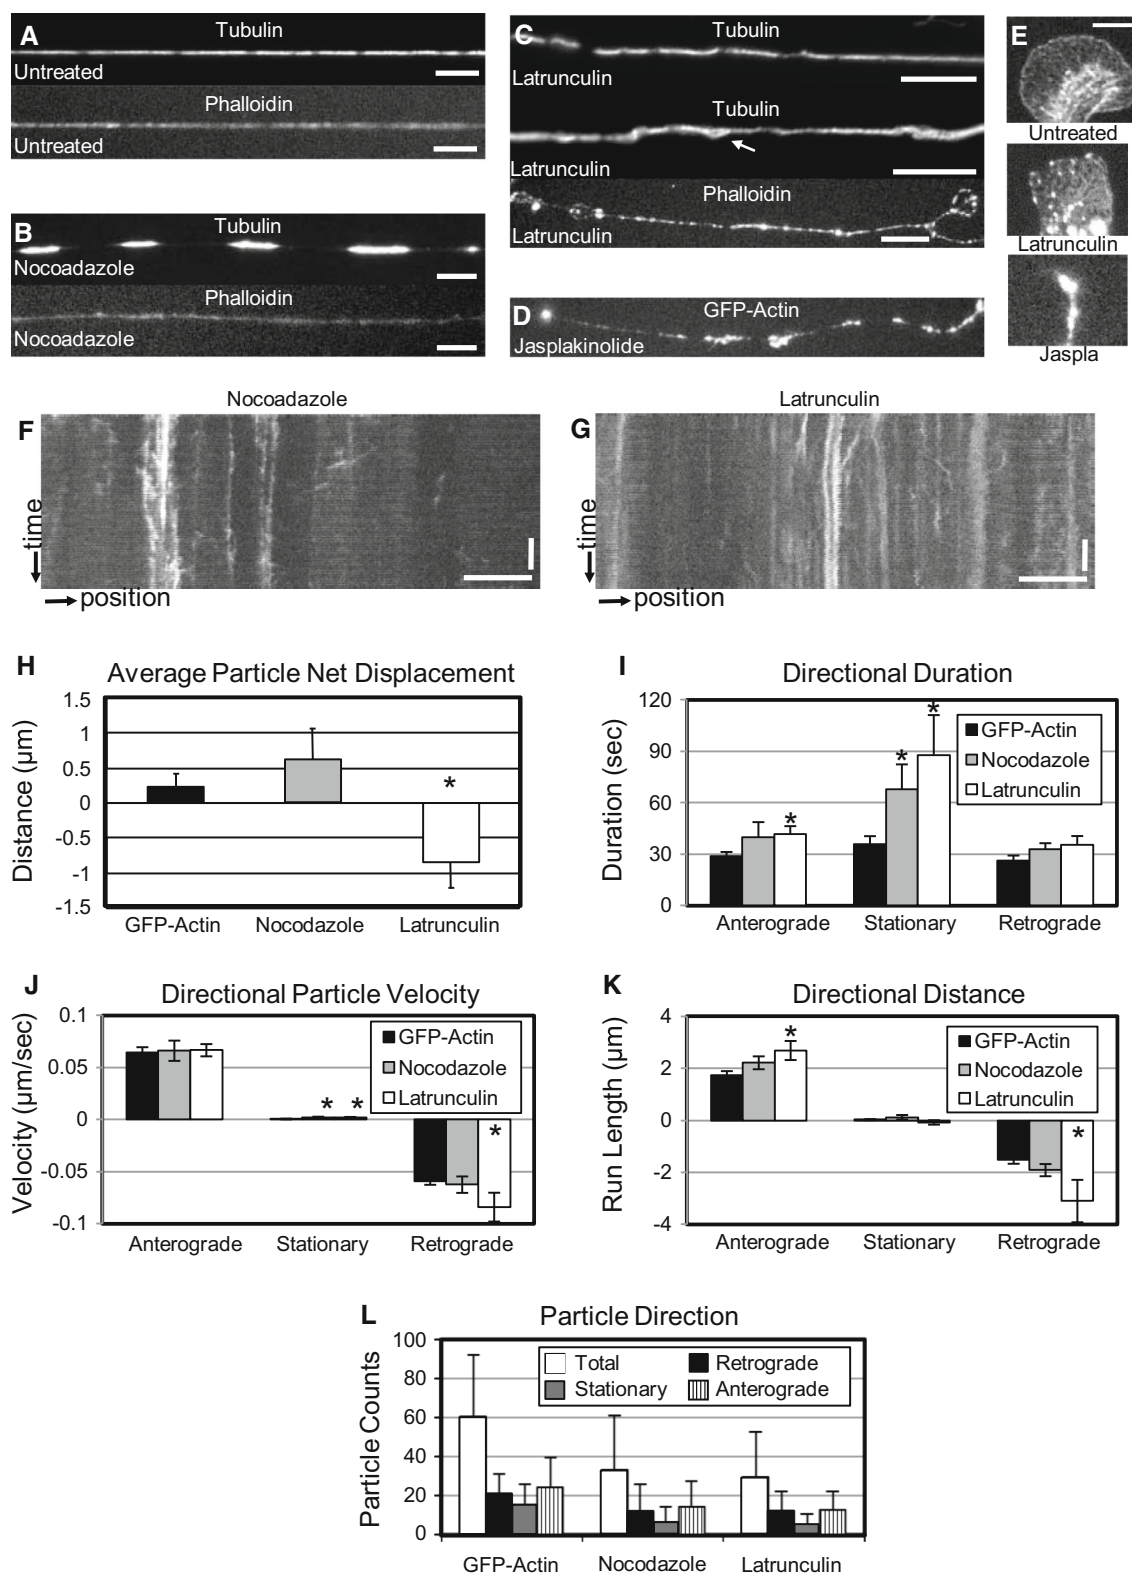 A
Tubulin
Untreated
Phalloidin
Untreated
B
Tubulin
Nocoadazole
Phalloidin
Nocoadazole
C
Tubulin
Latrunculin
Tubulin
Latrunculin
Phalloidin
Latrunculin
D
GFP-Actin
Jasplakinolide
E
Untreated
Latrunculin
Jaspla
Nocoadazole
F
time
position
Latrunculin
G
time
position
H
Average Particle Net Displacement
Distance (µm)
1.5
1
0.5
0
-0.5
-1
-1.5
*
GFP-Actin Nocodazole Latrunculin
I
Directional Duration
Duration (sec)
120
90
60
30
0
* * *
GFP-Actin
Nocodazole
Latrunculin
Anterograde Stationary Retrograde
J
Directional Particle Velocity
Velocity (µm/sec)
0.1
0.05
0
-0.05
-0.1
GFP-Actin
Nocodazole
Latrunculin
* * *
Anterograde Stationary Retrograde
K
Directional Distance
Run Length (µm)
4
2
0
-2
-4
GFP-Actin
Nocodazole
Latrunculin
* *
Anterograde Stationary Retrograde
L
Particle Direction
Particle Counts
100
80
60
40
20
0
Total Retrograde
Stationary Anterograde
GFP-Actin Nocodazole Latrunculin